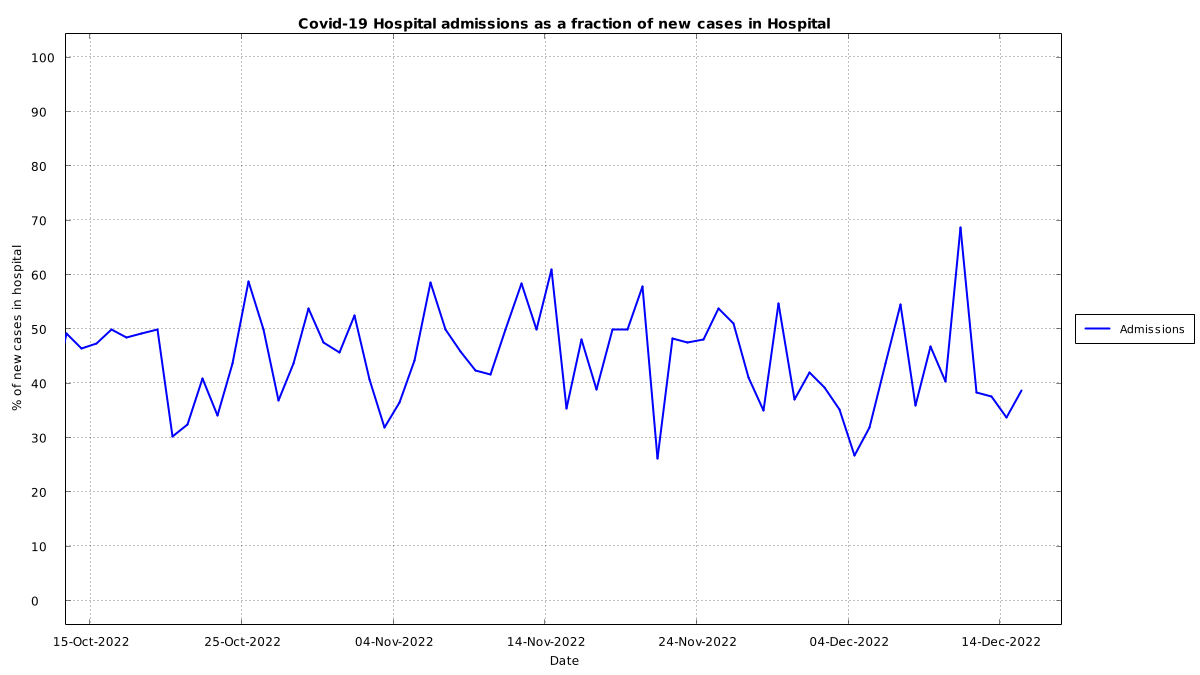 Covid-19 Hospital admissions as a fraction of new cases in Hospital
100
90
80
70
60
50
40
30
20
10
0
% of new cases in hospital
Admissions
15-Oct-2022 25-Oct-2022 04-Nov-2022 14-Nov-2022 24-Nov-2022 04-Dec-2022 14-Dec-2022
Date